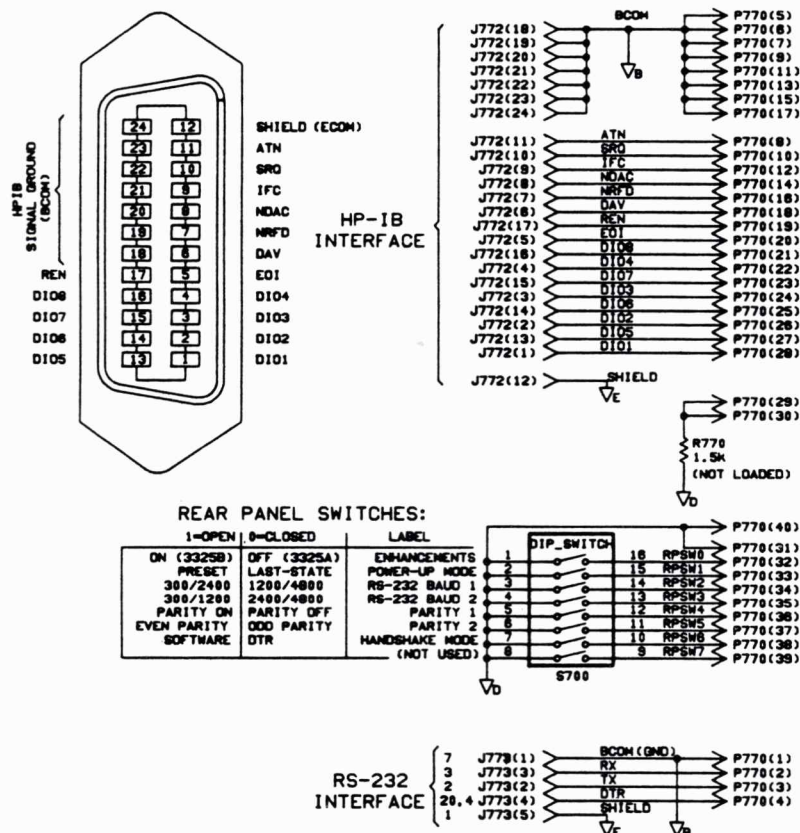 BCOM
J772(18) P770(5)
J772(19) P770(6)
J772(20) P770(7)
J772(21) P770(9)
J772(22) P770(11)
J772(23) P770(13)
J772(24) P770(15)
P770(17)
B
24 12 SHIELD (ECOM)
23 11 ATN
22 10 SRQ
21 9 IFC
20 8 NDAC
19 7 NRFD
18 6 DAV
HPIB
SIGNAL GROUND
(BCOM)
REN 17 5 EOI
DIO8 16 4 DIO4
DIO7 15 3 DIO3
DIO6 14 2 DIO2
DIO5 13 1 DIO1
HP-IB
INTERFACE
J772(11) ATN P770(8)
J772(10) SRQ P770(10)
J772(9) IFC P770(12)
J772(8) NDAC P770(14)
J772(7) NRFD P770(16)
J772(6) DAV P770(18)
J772(17) REN P770(19)
J772(5) EOI P770(20)
J772(16) DIO8 P770(21)
J772(4) DIO4 P770(22)
J772(15) DIO7 P770(23)
J772(3) DIO3 P770(24)
J772(14) DIO6 P770(25)
J772(2) DIO2 P770(26)
J772(13) DIO5 P770(27)
J772(1) DIO1 P770(28)
J772(12) SHIELD
E
P770(29)
P770(30)
R770
1.5K
(NOT LOADED)
D
REAR PANEL SWITCHES:
1=OPEN 0=CLOSED LABEL
ON (3325B) OFF (3325A) ENHANCEMENTS
PRESET LAST-STATE POWER-UP MODE
300/2400 1200/4800 RS-232 BAUD 1
300/1200 2400/4800 RS-232 BAUD 2
PARITY ON PARITY OFF PARITY 1
EVEN PARITY ODD PARITY PARITY 2
SOFTWARE DTR HANDSHAKE MODE
(NOT USED)
P770(40)
DIP_SWITCH
P770(31)
1 16 RPSW0 P770(32)
2 15 RPSW1 P770(33)
3 14 RPSW2 P770(34)
4 13 RPSW3 P770(35)
5 12 RPSW4 P770(36)
6 11 RPSW5 P770(37)
7 10 RPSW6 P770(38)
8 9 RPSW7 P770(39)
S700
D
RS-232
INTERFACE
7 J773(1) BCOM(GND) P770(1)
3 J773(3) RX P770(2)
2 J773(2) TX P770(3)
20.4 J773(4) DTR P770(4)
1 J773(5) SHIELD
E B